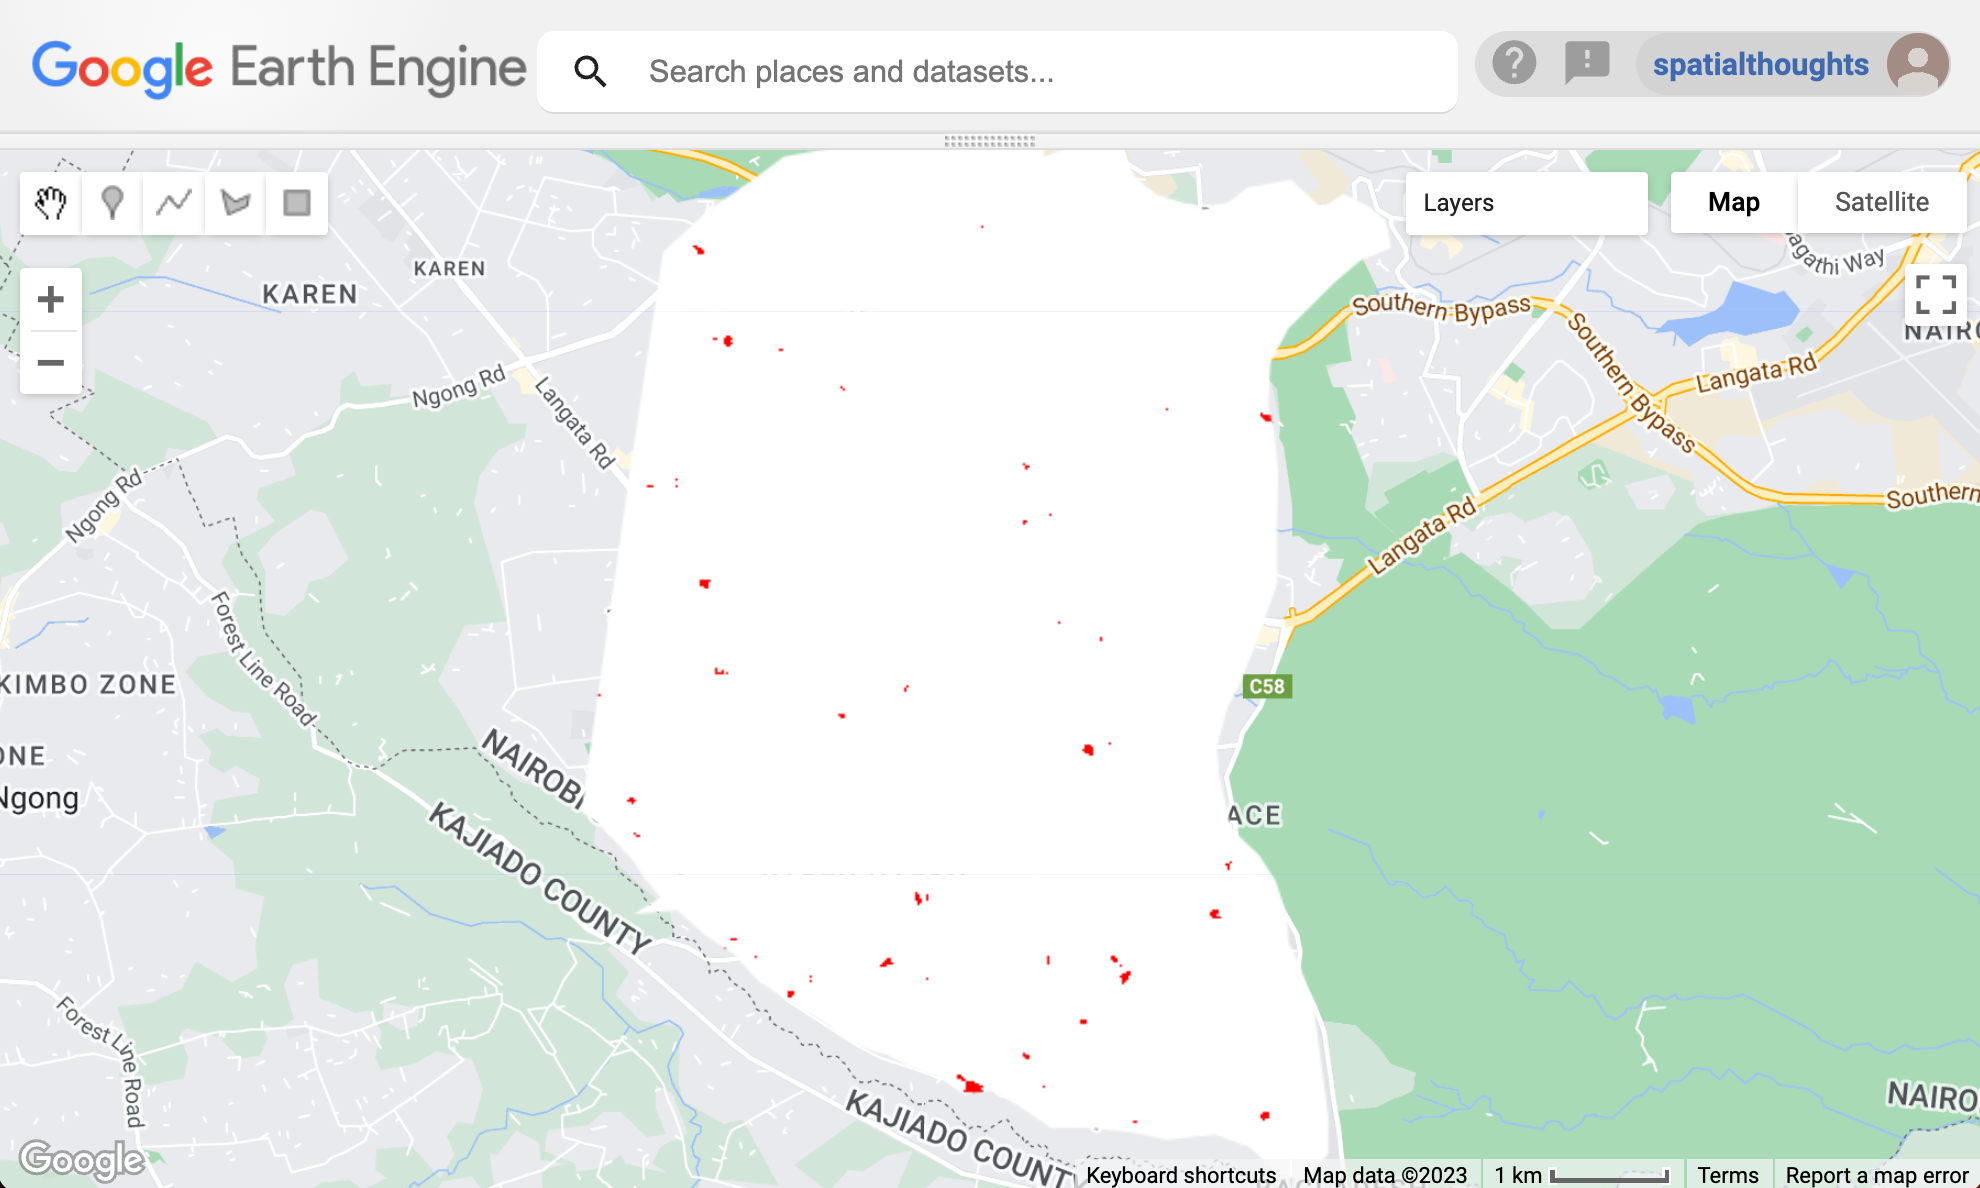 Google Earth Engine
Search places and datasets...
spatialthoughts
Layers
Map
Satellite
KAREN
KAREN
Ngong Rd
Langata Rd
Ngong Rd
Forest Line Road
KIMBO ZONE
ONE
Ngong
NAIROBI
KAJIADO COUNTY
Forest Line Road
KAJIADO COUNTY
Southern Bypass
Southern Bypass
Langata Rd
Langata Rd
Southern
agathi Way
NAIRO
C58
ACE
NAIRO
Google
Keyboard shortcuts
Map data ©2023
1 km
Terms
Report a map error